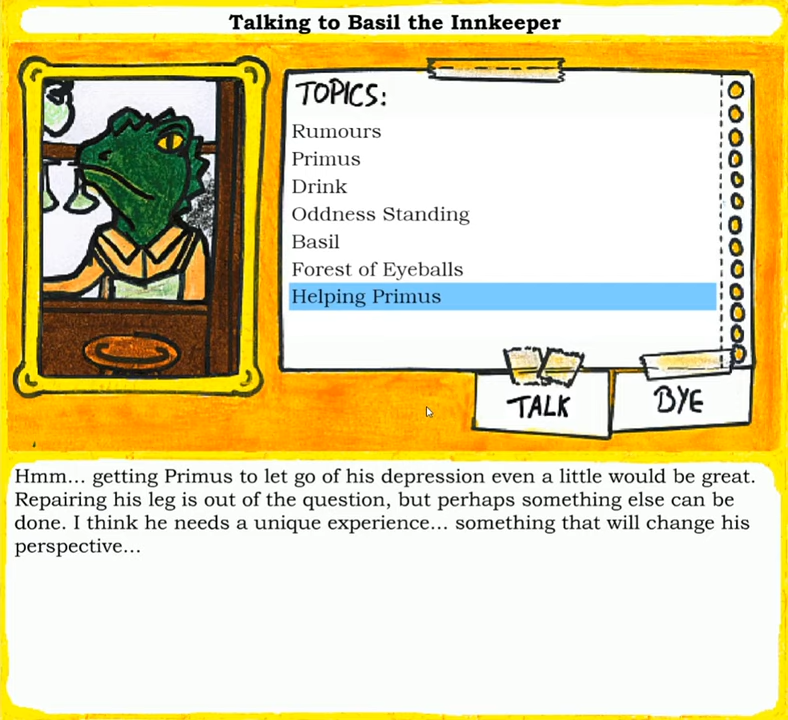 Talking to Basil the Innkeeper
TOPICS:
Rumours
Primus
Drink
Oddness Standing
Basil
Forest of Eyeballs
Helping Primus
TALK
BYE
Hmm... getting Primus to let go of his depression even a little would be great.
Repairing his leg is out of the question, but perhaps something else can be
done. I think he needs a unique experience... something that will change his
perspective...